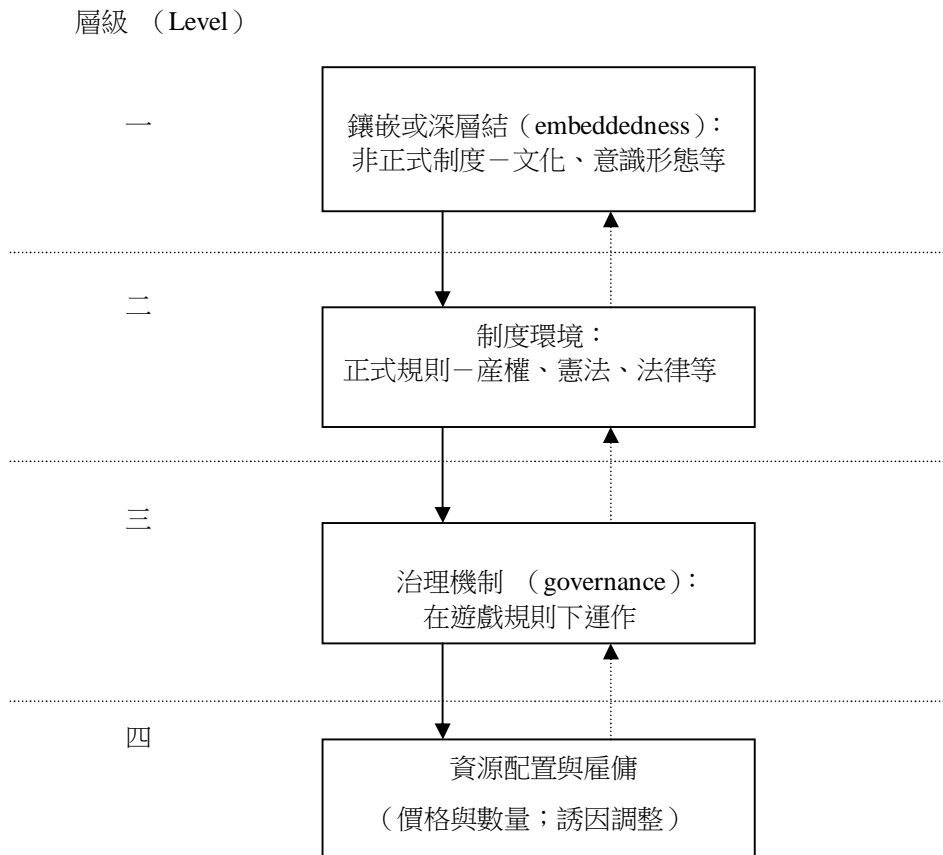 層級 （Level）
一
鑲嵌或深層結（embeddedness）：
非正式制度－文化、意識形態等
二
制度環境：
正式規則－産權、憲法、法律等
三
治理機制 （governance）：
在遊戲規則下運作
四
資源配置與雇傭
（價格與數量；誘因調整）